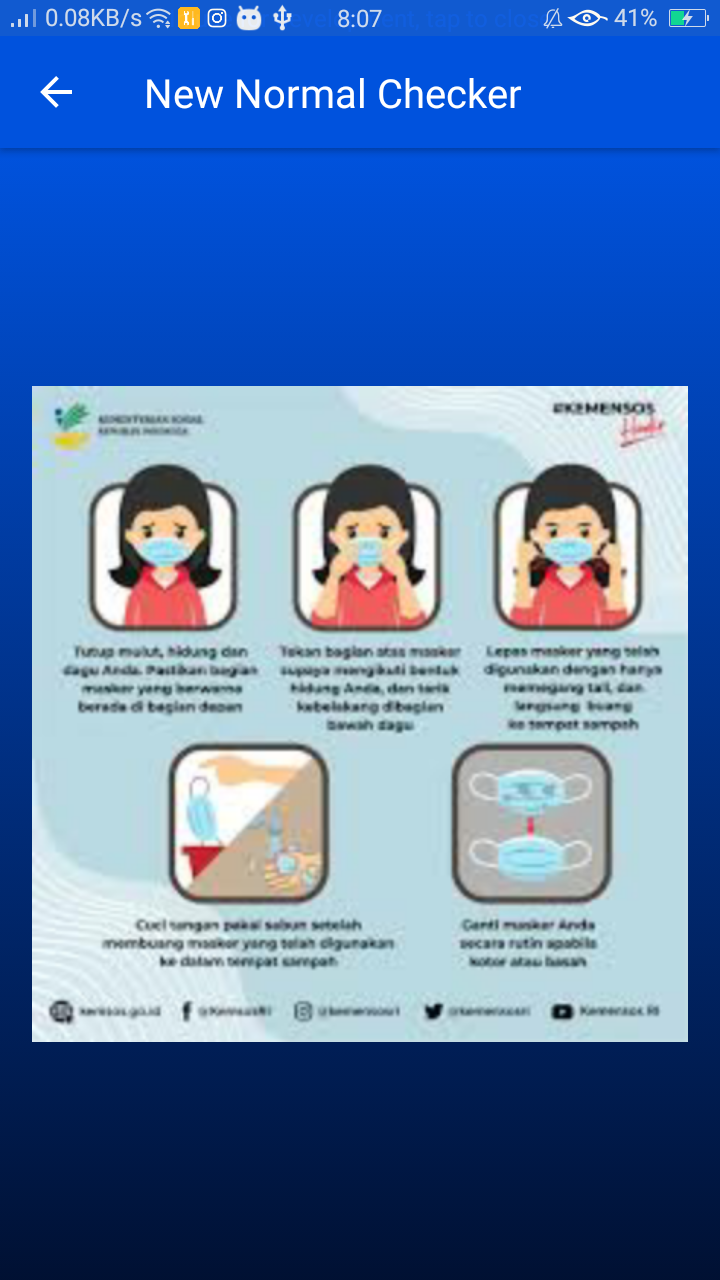 0.08KB/s
8:07
41%
New Normal Checker
KEMENTERIAN SOSIAL
REPUBLIK INDONESIA
#KEMENSOS
Hadir
Tutup mulut, hidung dan
dagu Anda. Pastikan bagian
masker yang berwarna
berada di bagian depan
Tekan bagian atas masker
supaya mengikuti bentuk
hidung Anda, dan tarik
kebelakang dibagian
bawah dagu
Lepas masker yang telah
digunakan dengan hanya
memegang tali, dan
langsung buang
ke tempat sampah
Cuci tangan pakai sabun setelah
membuang masker yang telah digunakan
ke dalam tempat sampah
Ganti masker Anda
secara rutin apabila
kotor atau basah
kemsos.go.id
@KemsosRI
@kemensosri
@kemensosri
Kemensos RI